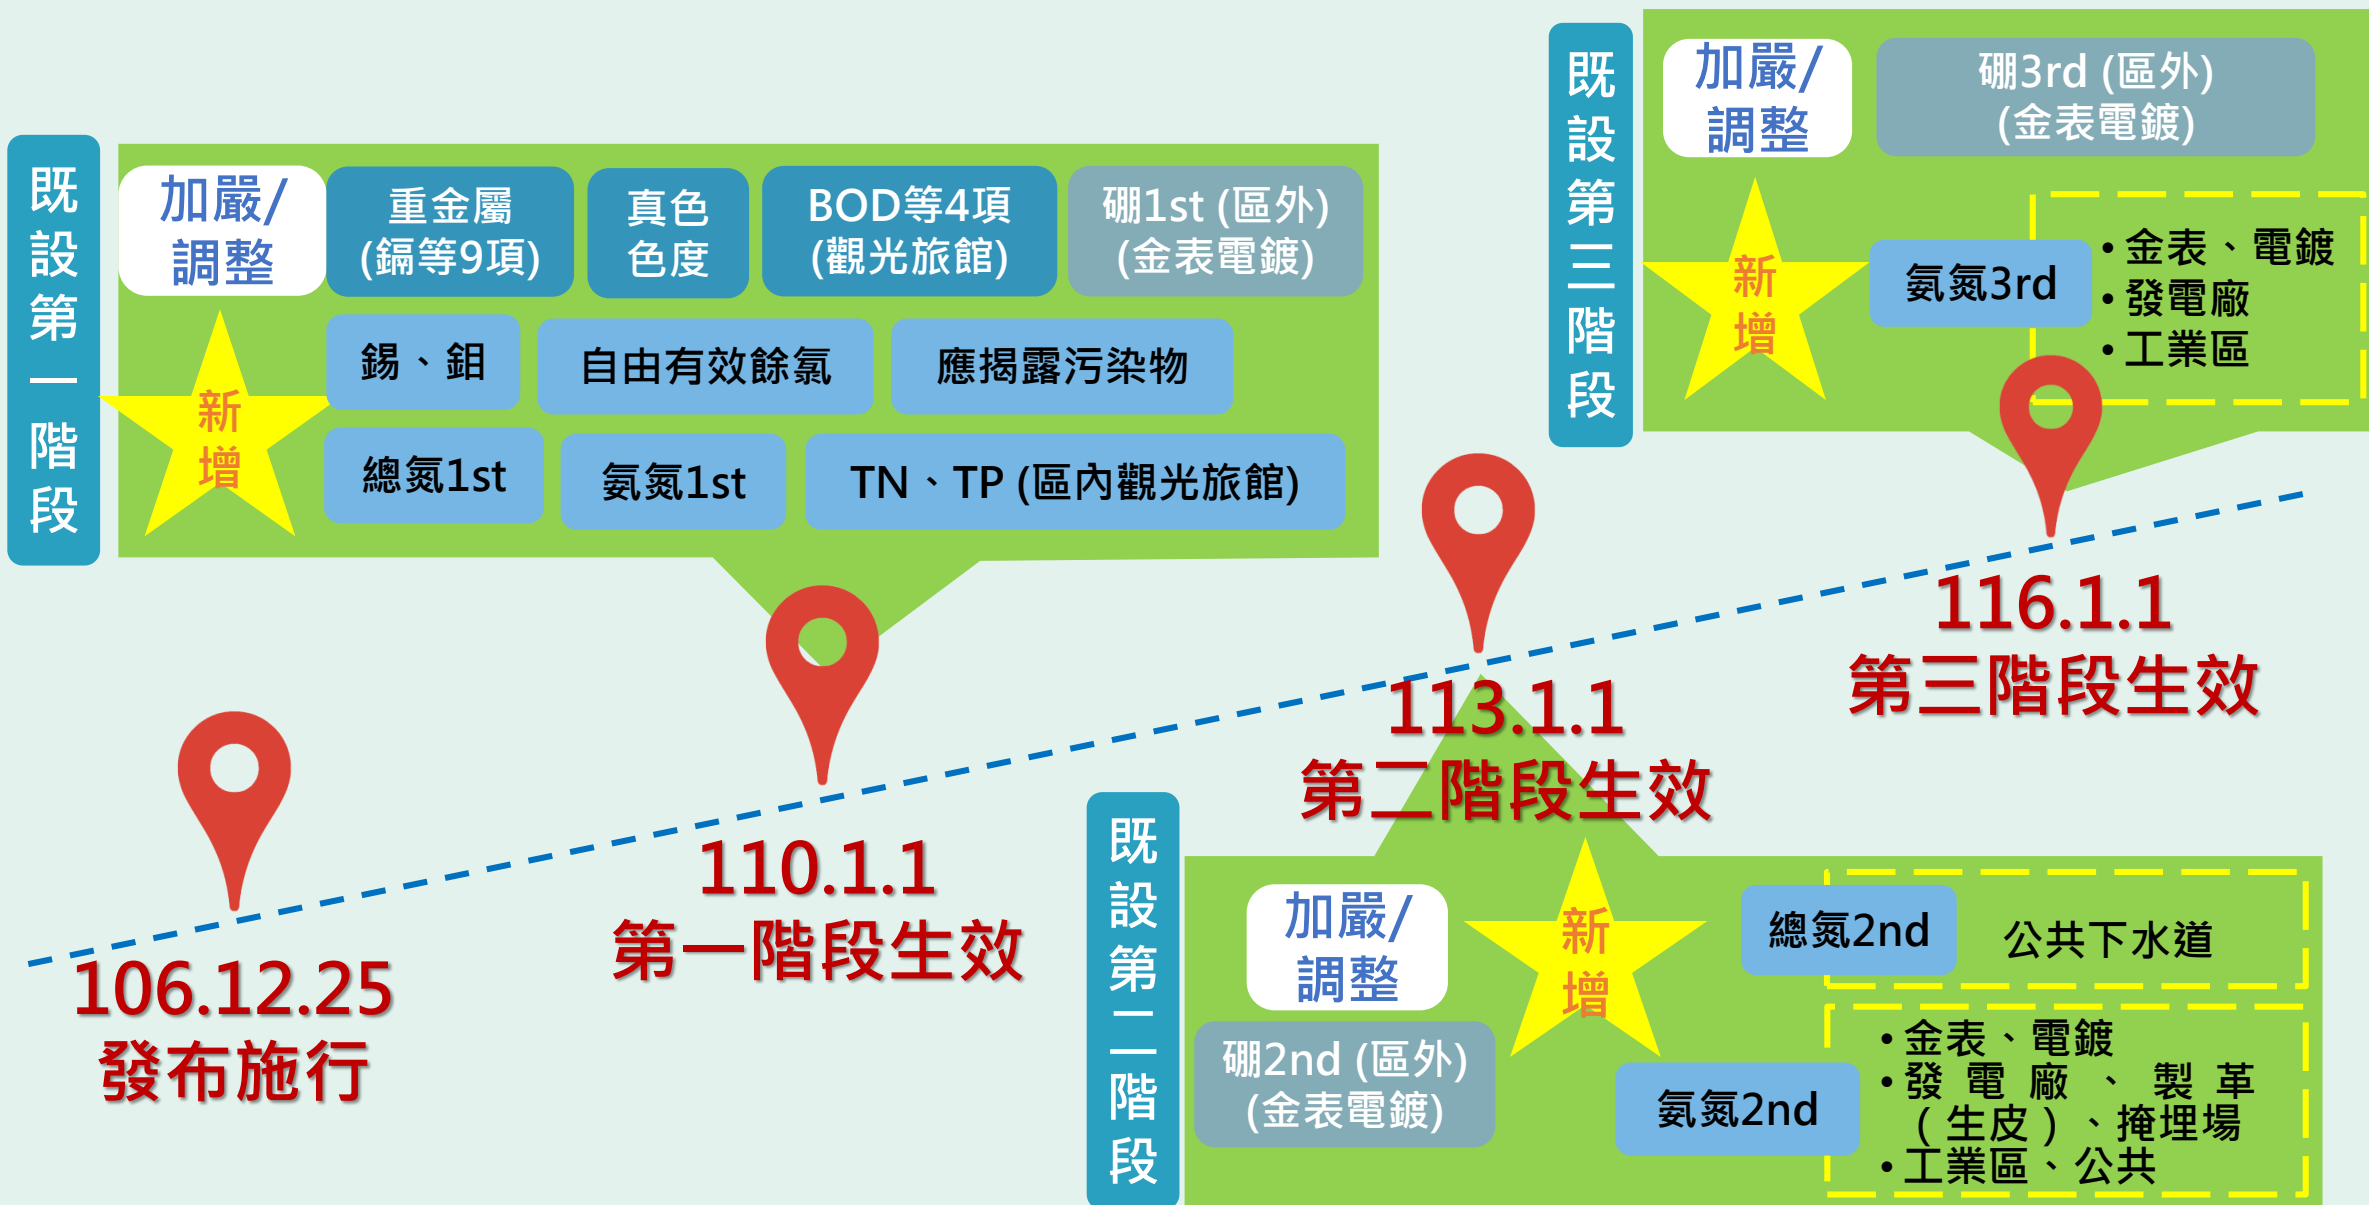 既設第一階段
加嚴/
調整
重金屬
(鎘等9項)
真色
色度
BOD等4項
(觀光旅館)
硼1st (區外)
(金表電鍍)
新增
錫、鉬
自由有效餘氯
應揭露污染物
總氮1st
氨氮1st
TN、TP (區內觀光旅館)
既設第三階段
加嚴/
調整
硼3rd (區外)
(金表電鍍)
新增
氨氮3rd
•金表、電鍍
•發電廠
•工業區
106.12.25
發布施行
110.1.1
第一階段生效
113.1.1
第二階段生效
116.1.1
第三階段生效
既設第二階段
加嚴/
調整
硼2nd (區外)
(金表電鍍)
新增
總氮2nd
公共下水道
氨氮2nd
•金表、電鍍
•發電廠、製革
(生皮)、掩埋場
•工業區、公共